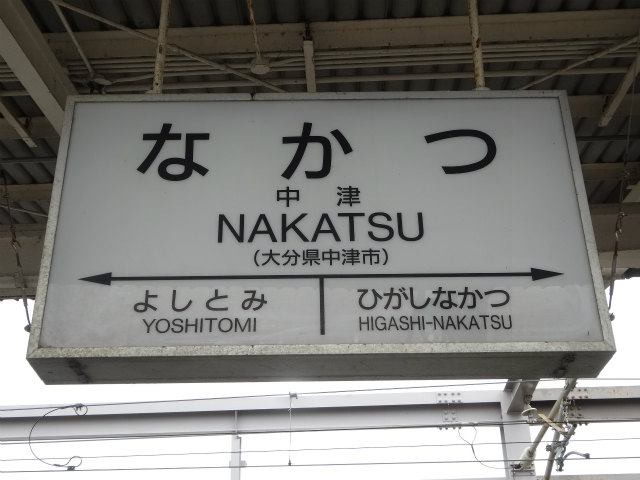 なかつ
中津
NAKATSU
(大分県中津市)
よしとみ
YOSHITOMI
ひがしなかつ
HIGASHI-NAKATSU